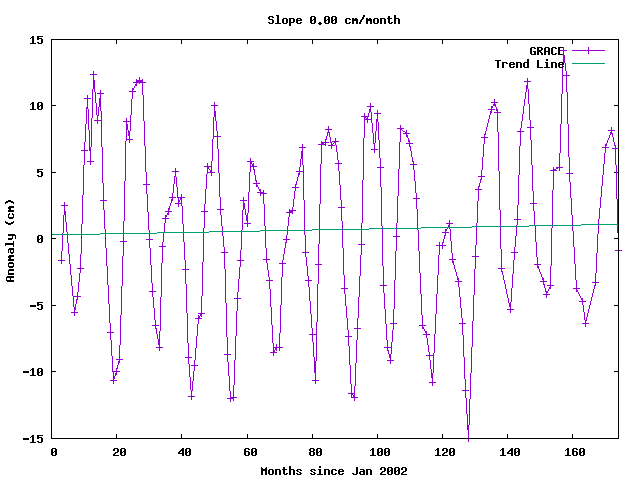 Slope 0.00 cm/month
GRACE
Trend Line
15
10
5
0
-5
-10
-15
Anomaly (cm)
0 20 40 60 80 100 120 140 160
Months since Jan 2002